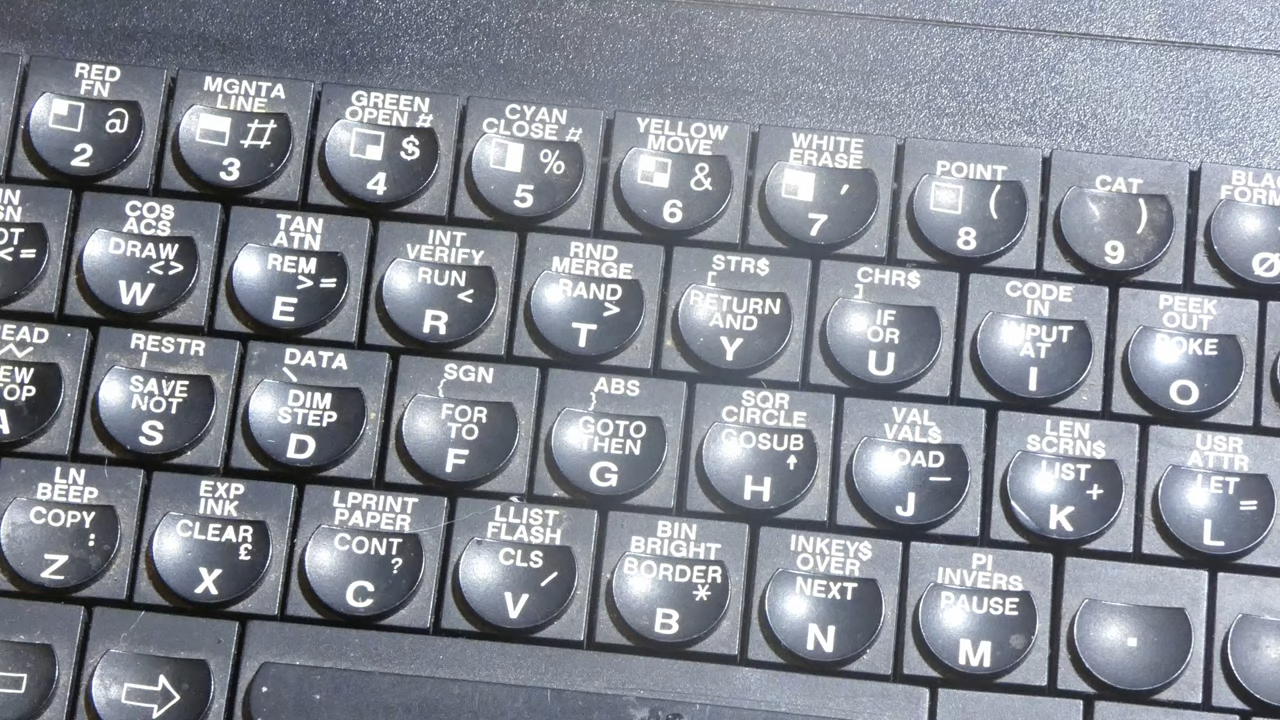 RED
FN
@
2
MGNTA
LINE
#
3
GREEN
OPEN #
$
4
CYAN
CLOSE #
%
5
YELLOW
MOVE
&
6
WHITE
ERASE
'
7
POINT
(
8
CAT
)
9
FORM
Ø
<=
COS
ACS
DRAW
<>
W
TAN
ATN
REM
>=
E
INT
VERIFY
RUN
<
R
RND
MERGE
RAND
>
T
STR$
[
RETURN
AND
Y
CHR$
]
IF
OR
U
CODE
IN
INPUT
AT
I
PEEK
OUT
POKE
O
A
RESTR
|
SAVE
NOT
S
DATA
\
DIM
STEP
D
SGN
{
FOR
TO
F
ABS
}
GOTO
THEN
G
SQR
CIRCLE
GOSUB
↑
H
VAL
VAL$
LOAD
–
J
LEN
SCRN$
LIST
+
K
USR
ATTR
LET
=
L
LN
BEEP
COPY
:
Z
EXP
INK
CLEAR
£
X
LPRINT
PAPER
CONT
?
C
LLIST
FLASH
CLS
/
V
BIN
BRIGHT
BORDER
*
B
INKEY$
OVER
NEXT
N
PI
INVERS
PAUSE
M
.